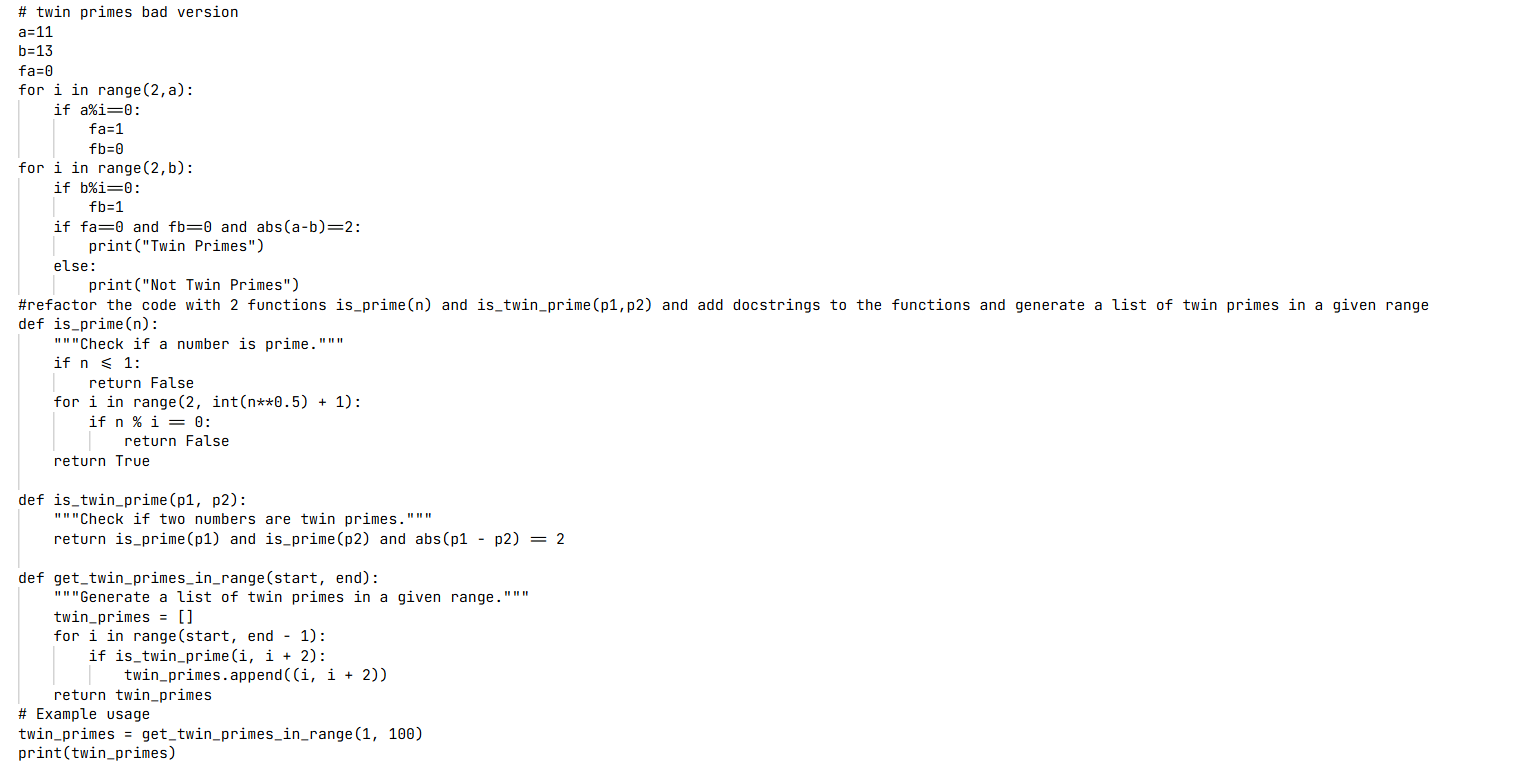 # twin primes bad version
a=11
b=13
fa=0
for i in range(2,a):
    if a%i==0:
        fa=1
        fb=0
for i in range(2,b):
    if b%i==0:
        fb=1
    if fa==0 and fb==0 and abs(a-b)==2:
        print("Twin Primes")
    else:
        print("Not Twin Primes")
#refactor the code with 2 functions is_prime(n) and is_twin_prime(p1,p2) and add docstrings to the functions and generate a list of twin primes in a given range
def is_prime(n):
    """Check if a number is prime."""
    if n <= 1:
        return False
    for i in range(2, int(n**0.5) + 1):
        if n % i == 0:
            return False
    return True

def is_twin_prime(p1, p2):
    """Check if two numbers are twin primes."""
    return is_prime(p1) and is_prime(p2) and abs(p1 - p2) == 2

def get_twin_primes_in_range(start, end):
    """Generate a list of twin primes in a given range."""
    twin_primes = []
    for i in range(start, end - 1):
        if is_twin_prime(i, i + 2):
            twin_primes.append((i, i + 2))
    return twin_primes
# Example usage
twin_primes = get_twin_primes_in_range(1, 100)
print(twin_primes)